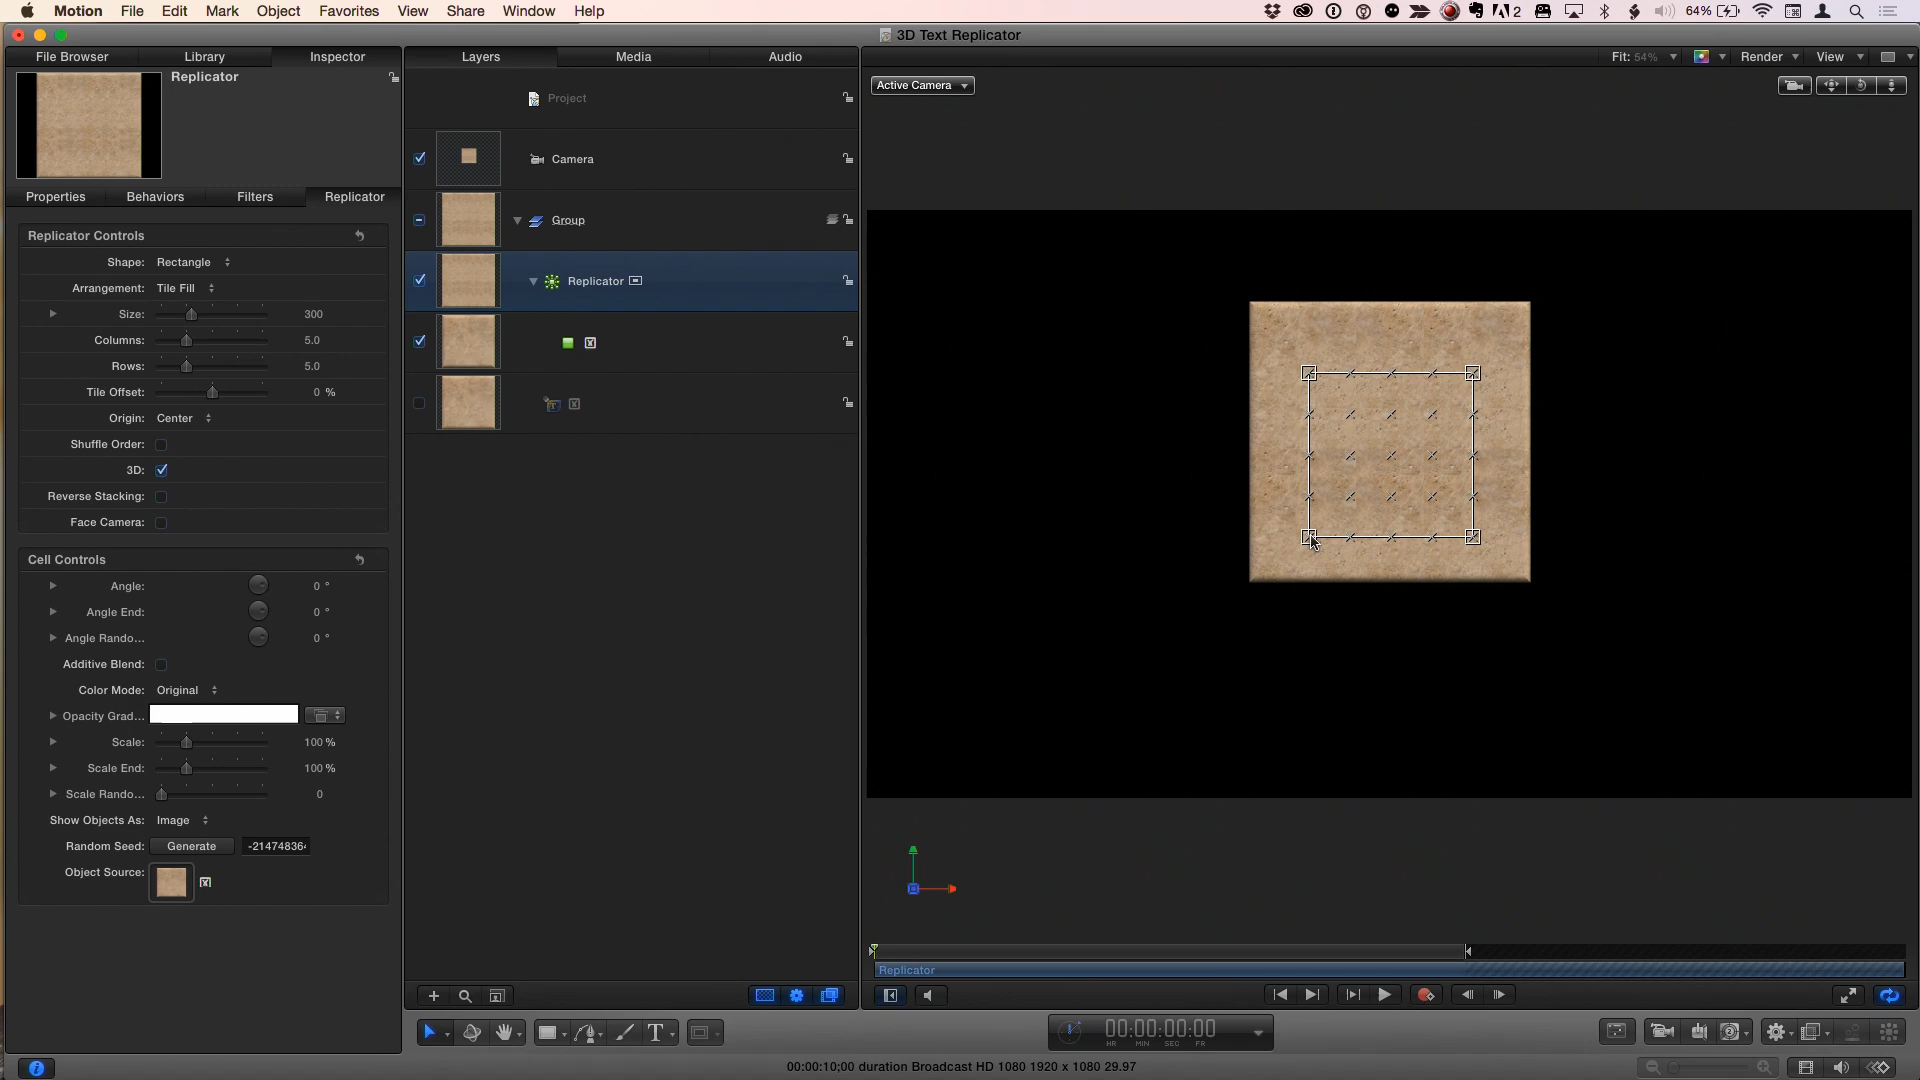 Motion File Edit Mark Object Favorites View Share Window Help 2 64%
3D Text Replicator
File Browser Library Inspector Layers Media Audio Fit: 54% Render View
Replicator
Active Camera
Project
Camera
Properties Behaviors Filters Replicator
Group
Replicator Controls
Shape: Rectangle
Replicator
Arrangement: Tile Fill
Size: 300
Columns: 5.0
Rows: 5.0
Tile Offset: 0 %
Origin: Center
Shuffle Order:
3D:
Reverse Stacking:
Face Camera:
Cell Controls
Angle: 0 °
Angle End: 0 °
Angle Rando... 0 °
Additive Blend:
Color Mode: Original
Opacity Grad...
Scale: 100 %
Scale End: 100 %
Scale Rando... 0
Show Objects As: Image
Random Seed: Generate -21474836
Object Source:
Replicator
T 00:00:00:00
HR MIN SEC FR
00:00:10;00 duration Broadcast HD 1080 1920 x 1080 29.97